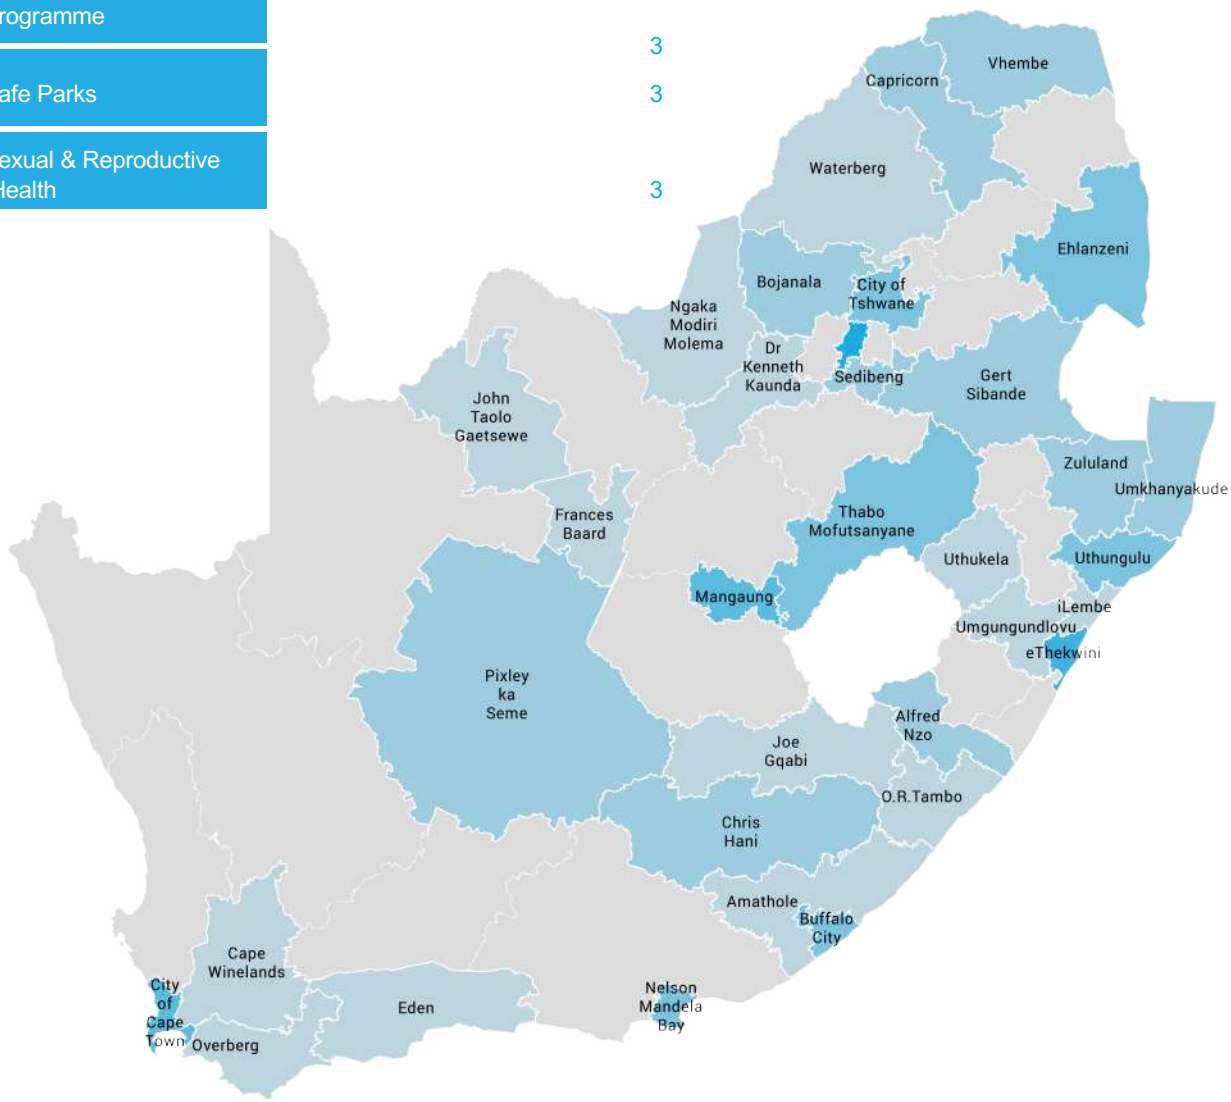 rogramme
3
afe Parks
3
exual & Reproductive
Health
3
Vhembe
Capricorn
Waterberg
Ehlanzeni
Bojanala
City of
Tshwane
Ngaka
Modiri
Molema
Dr
Kenneth
Kaunda
Sedibeng
Gert
Sibande
John
Taolo
Gaetsewe
Zululand
Umkhanyakude
Frances
Baard
Thabo
Mofutsanyane
Uthukela
Uthungulu
Mangaung
iLembe
Umgungundlovu
eThekwini
Pixley
ka
Seme
Alfred
Nzo
Joe
Gqabi
O.R.Tambo
Chris
Hani
Amathole
Buffalo
City
Cape
Winelands
City
of
Cape
Town
Overberg
Eden
Nelson
Mandela
Bay